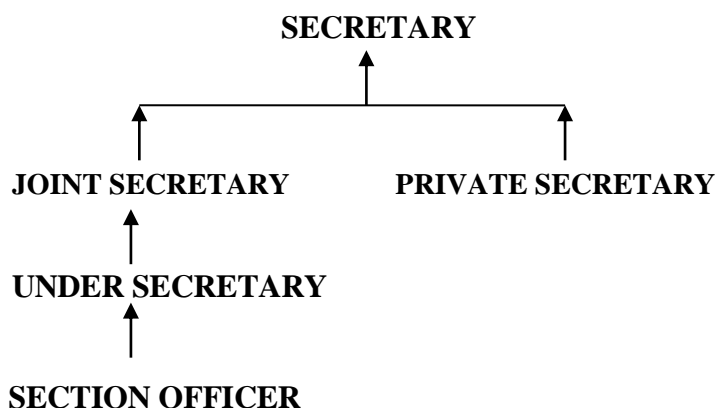 SECRETARY
JOINT SECRETARY PRIVATE SECRETARY
UNDER SECRETARY
SECTION OFFICER